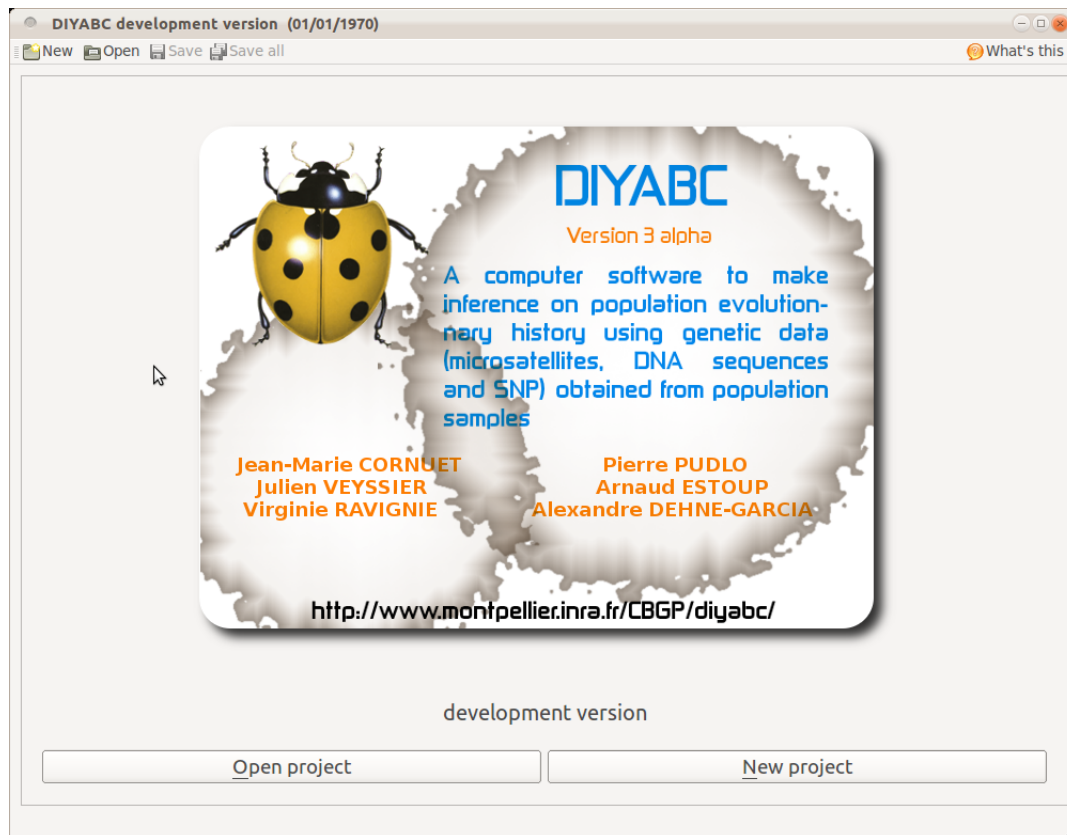 DIYABC development version (01/01/1970)
New Open Save Save all What's this
DIYABC
Version 3 alpha
A computer software to make
inference on population evolution-
nary history using genetic data
(microsatellites, DNA sequences
and SNP) obtained from population
samples
Jean-Marie CORNUET
Julien VEYSSIER
Virginie RAVIGNIE
Pierre PUDLO
Arnaud ESTOUP
Alexandre DEHNE-GARCIA
http://www.montpellier.inra.fr/CBGP/diyabc/
development version
Open project
New project